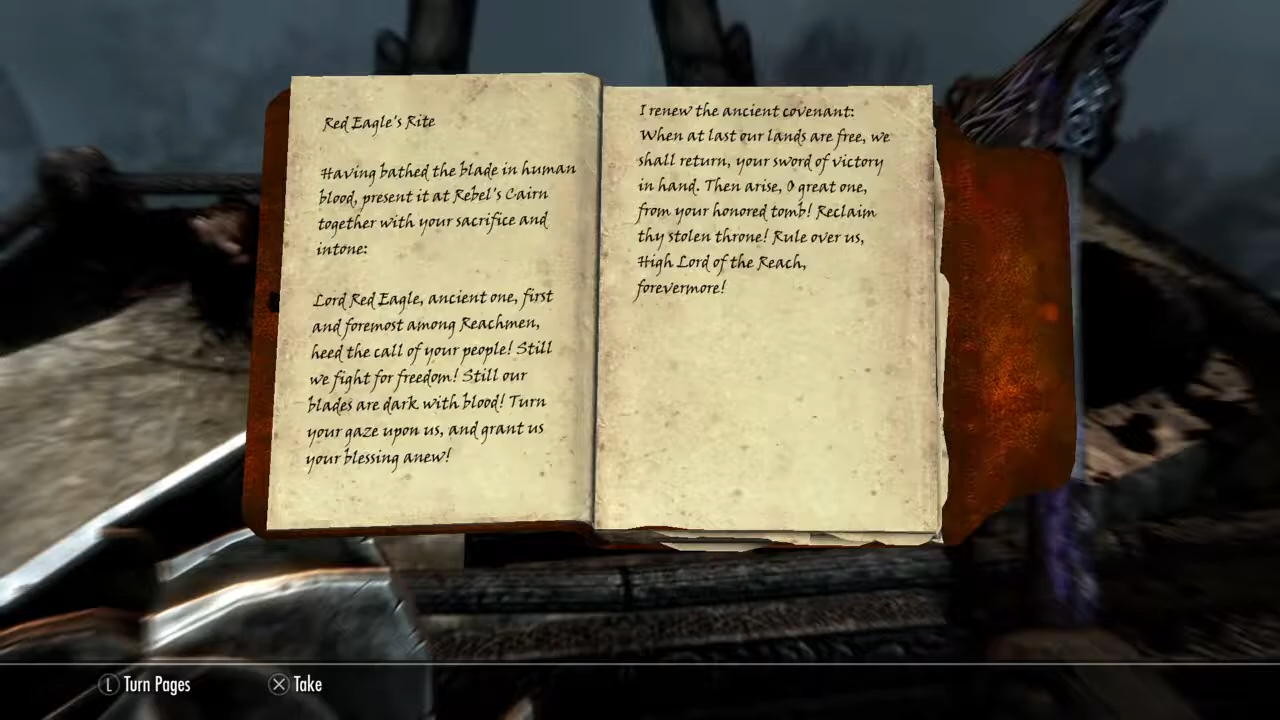 Red Eagle's Rite
Having bathed the blade in human
blood, present it at Rebel's Cairn
together with your sacrifice and
intone:
Lord Red Eagle, ancient one, first
and foremost among Reachmen,
heed the call of your people! Still
we fight for freedom! Still our
blades are dark with blood! Turn
your gaze upon us, and grant us
your blessing anew!
I renew the ancient covenant:
When at last our lands are free, we
shall return, your sword of victory
in hand. Then arise, O great one,
from your honored tomb! Reclaim
thy stolen throne! Rule over us,
High Lord of the Reach,
forevermore!
L Turn Pages
X Take